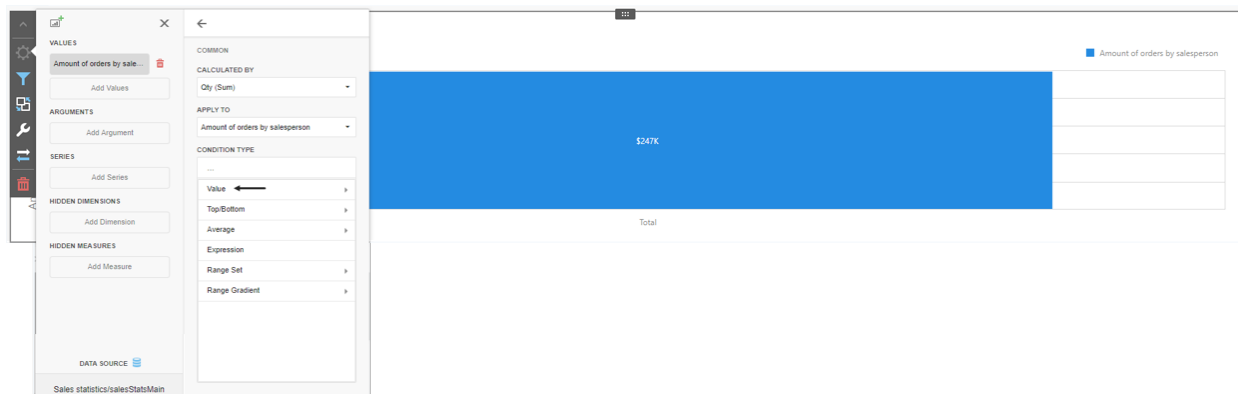 VALUES
Amount of orders by sale...
Add Values
ARGUMENTS
Add Argument
SERIES
Add Series
HIDDEN DIMENSIONS
Add Dimension
HIDDEN MEASURES
Add Measure
DATA SOURCE
Sales statistics/salesStatsMain
COMMON
CALCULATED BY
Qty (Sum)
APPLY TO
Amount of orders by salesperson
CONDITION TYPE
...
Value
Top/Bottom
Average
Expression
Range Set
Range Gradient
Amount of orders by salesperson
$247K
Total